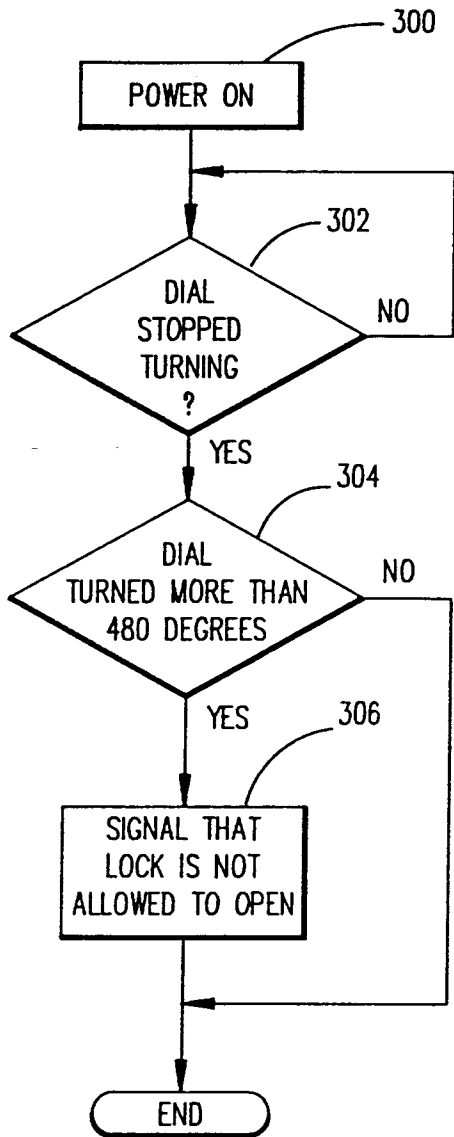 300
POWER ON
302
DIAL
STOPPED
TURNING
?
NO
YES
304
DIAL
TURNED MORE THAN
480 DEGREES
NO
YES
306
SIGNAL THAT
LOCK IS NOT
ALLOWED TO OPEN
END